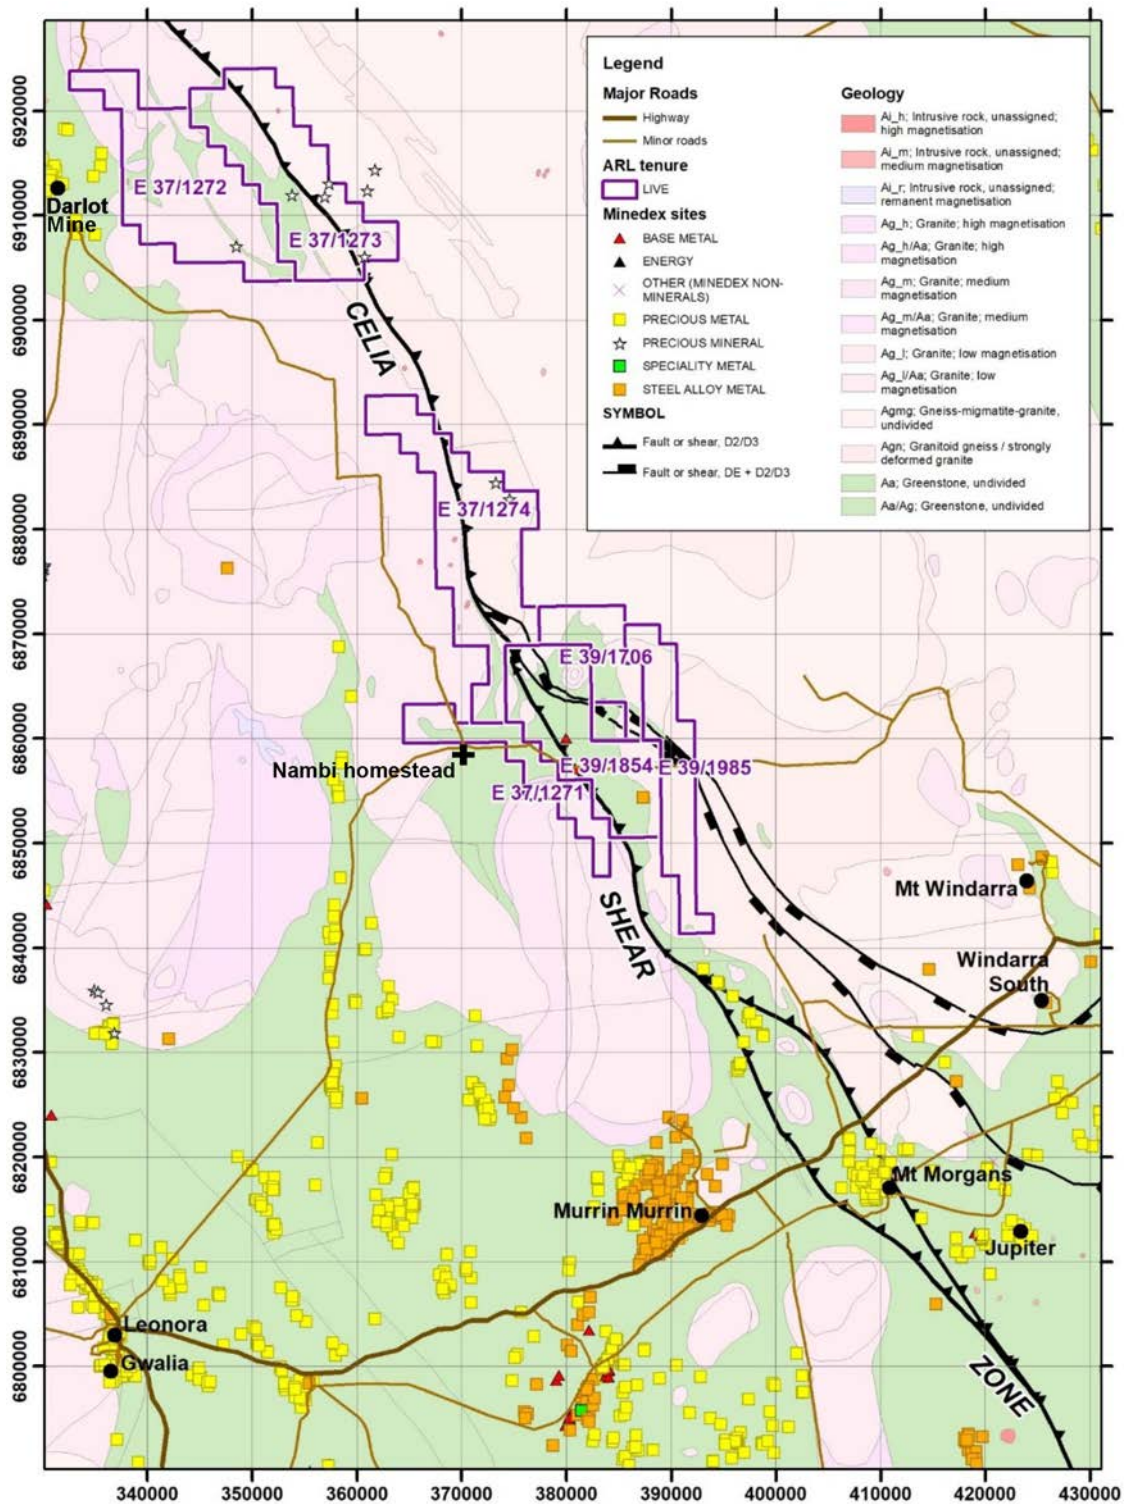 Legend
Major Roads
Highway
Minor roads
ARL tenure
LIVE
Minedex sites
BASE METAL
ENERGY
OTHER (MINEDEX NON-
MINERALS)
PRECIOUS METAL
PRECIOUS MINERAL
SPECIALITY METAL
STEEL ALLOY METAL
SYMBOL
Fault or shear, D2/D3
Fault or shear, DE + D2/D3
Geology
Ai_h; Intrusive rock, unassigned;
high magnetisation
Ai_m; Intrusive rock, unassigned;
medium magnetisation
Ai_r; Intrusive rock, unassigned;
remanent magnetisation
Ag_h; Granite; high magnetisation
Ag_h/Aa; Granite; high
magnetisation
Ag_m; Granite; medium
magnetisation
Ag_m/Aa; Granite; medium
magnetisation
Ag_l; Granite; low magnetisation
Ag_l/Aa; Granite; low
magnetisation
Agmg; Gneiss-migmatite-granite,
undivided
Agn; Granitoid gneiss / strongly
deformed granite
Aa; Greenstone, undivided
Aa/Ag; Greenstone, undivided
E 37/1272
Darlot
Mine
E 37/1273
CELIA
E 37/1274
E 39/1706
Nambi homestead
E 39/1854
E 39/1985
E 37/1271
SHEAR
Mt Windarra
Windarra
South
Mt Morgans
Murrin Murrin
Jupiter
Leonora
Gwalia
ZONE
6920000
6910000
6900000
6890000
6880000
6870000
6860000
6850000
6840000
6830000
6820000
6810000
6800000
340000
350000
360000
370000
380000
390000
400000
410000
420000
430000